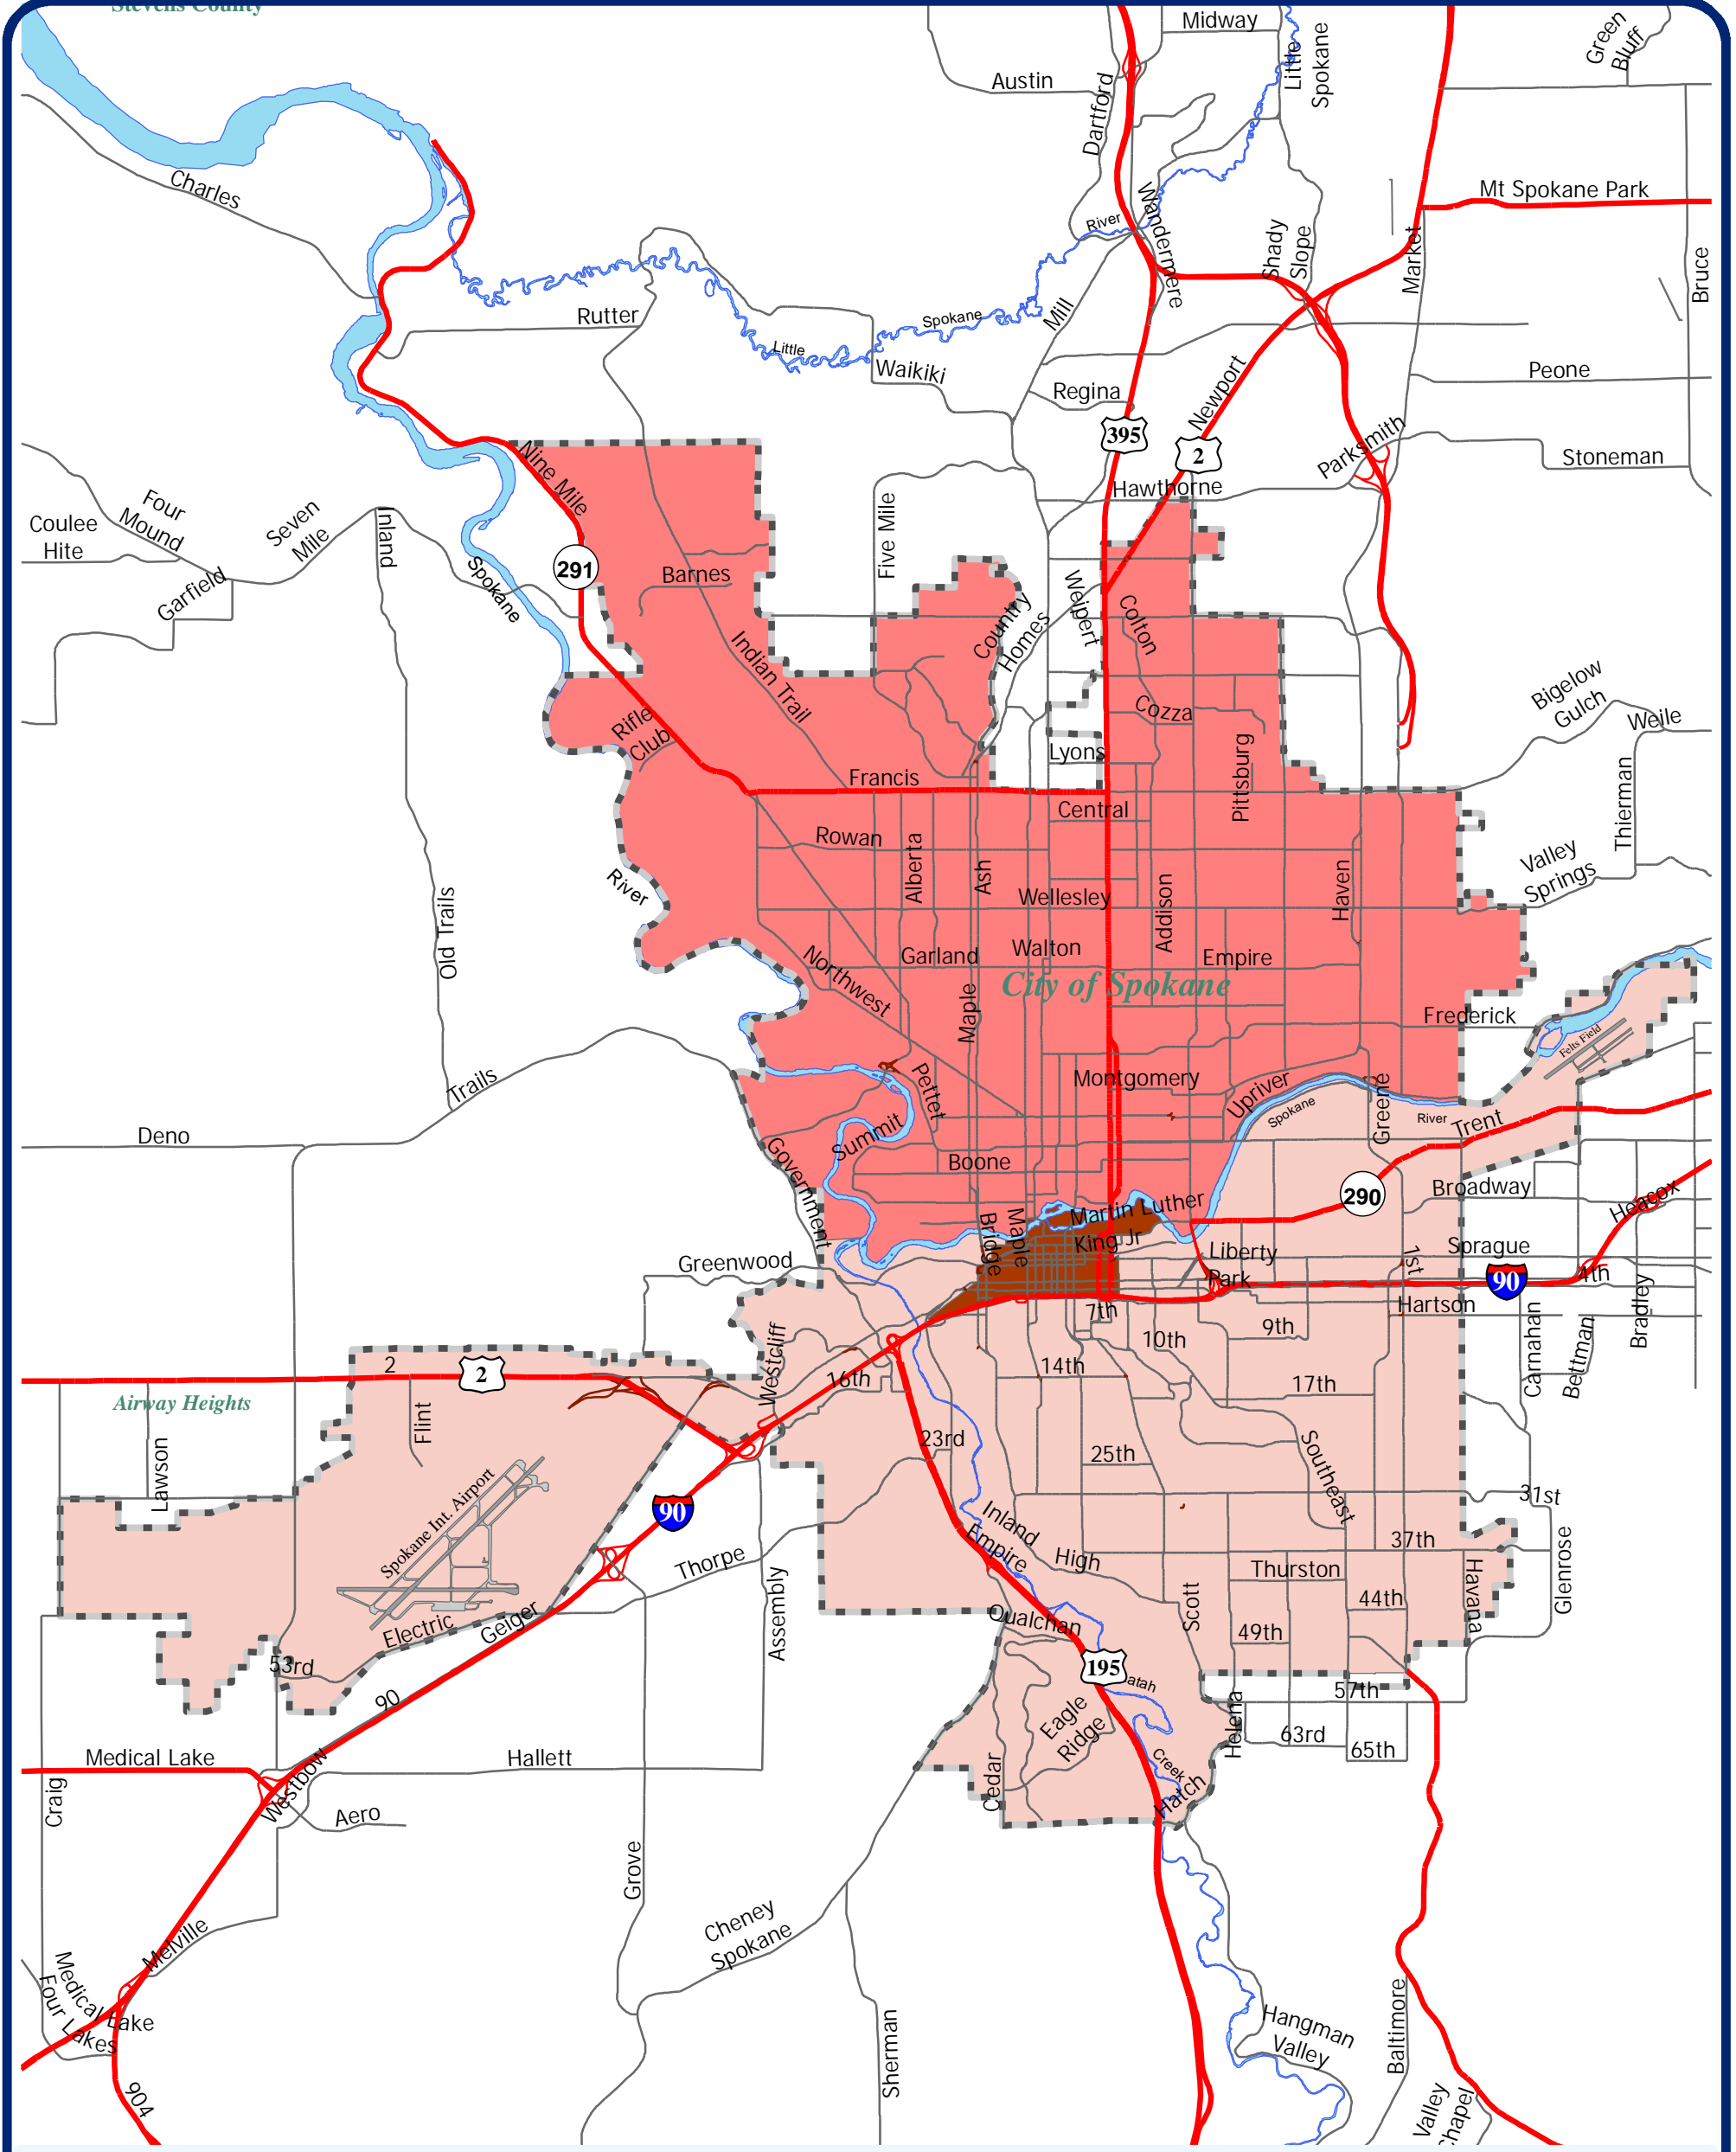 Stevens County
Midway
Green
Bluff
Austin
Dartford
Little
Spokane
Charles
Mt Spokane Park
River
Wandermere
Shady
Slope
Market
Bruce
Rutter
Spokane
Mill
Little
Waikiki
Peone
Regina
Newport
395
2
Parksmith
Stoneman
Nine Mile
Hawthorne
Four
Mound
Coulee
Hite
Seven
Mile
Inland
Five Mile
291
Barnes
Garfield
Spokane
Country
Homes
Weipert
Colton
Indian Trail
Bigelow
Gulch
Weile
Rifle
Club
Cozza
Lyons
Pittsburg
Francis
Central
Thierman
Rowan
Alberta
Ash
Valley
Springs
River
Wellesley
Addison
Haven
Old Trails
Northwest
Garland
Walton
Empire
City of Spokane
Maple
Frederick
Felts Field
Trails
Pettet
Montgomery
Upriver
Spokane
Greene
River
Trent
Deno
Summit
Government
Boone
290
Broadway
Heacox
Martin Luther
King Jr
Bridge
Maple
Greenwood
Liberty
Park
Sprague
1st
90
4th
7th
Hartson
Bradley
9th
10th
Carnahan
Bettman
Westcliff
2
2
14th
16th
17th
Airway Heights
Flint
Lawson
23rd
25th
Southeast
Spokane Int. Airport
90
31st
Inland
Empire
High
37th
Thorpe
Thurston
Glenrose
Assembly
Scott
44th
Havana
Electric
Geiger
Qualchan
49th
53rd
195
atah
57th
90
Eagle
Ridge
Helena
63rd
65th
Medical Lake
Hallett
Westbow
Cedar
Creek
Hatch
Craig
Aero
Grove
Cheney
Spokane
Melville
Medical Lake
Four Lakes
Sherman
Hangman
Valley
Baltimore
904
Valley
hapel